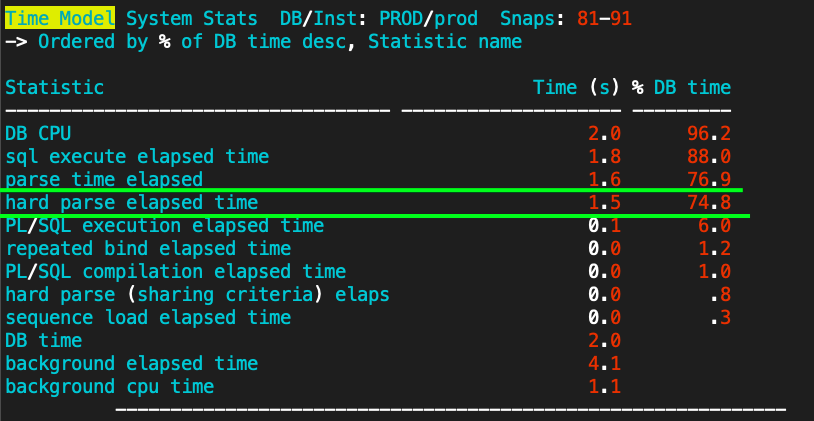 Time Model System Stats  DB/Inst: PROD/prod  Snaps: 81-91
-> Ordered by % of DB time desc, Statistic name
Statistic                                       Time (s) % DB time
----------------------------------- -------------------- ---------
DB CPU                                               2.0      96.2
sql execute elapsed time                             1.8      88.0
parse time elapsed                                   1.6      76.9
hard parse elapsed time                              1.5      74.8
PL/SQL execution elapsed time                        0.1       6.0
repeated bind elapsed time                           0.0       1.2
PL/SQL compilation elapsed time                      0.0       1.0
hard parse (sharing criteria) elaps                  0.0        .8
sequence load elapsed time                           0.0        .3
DB time                                              2.0
background elapsed time                              4.1
background cpu time                                  1.1
          -------------------------------------------------------------